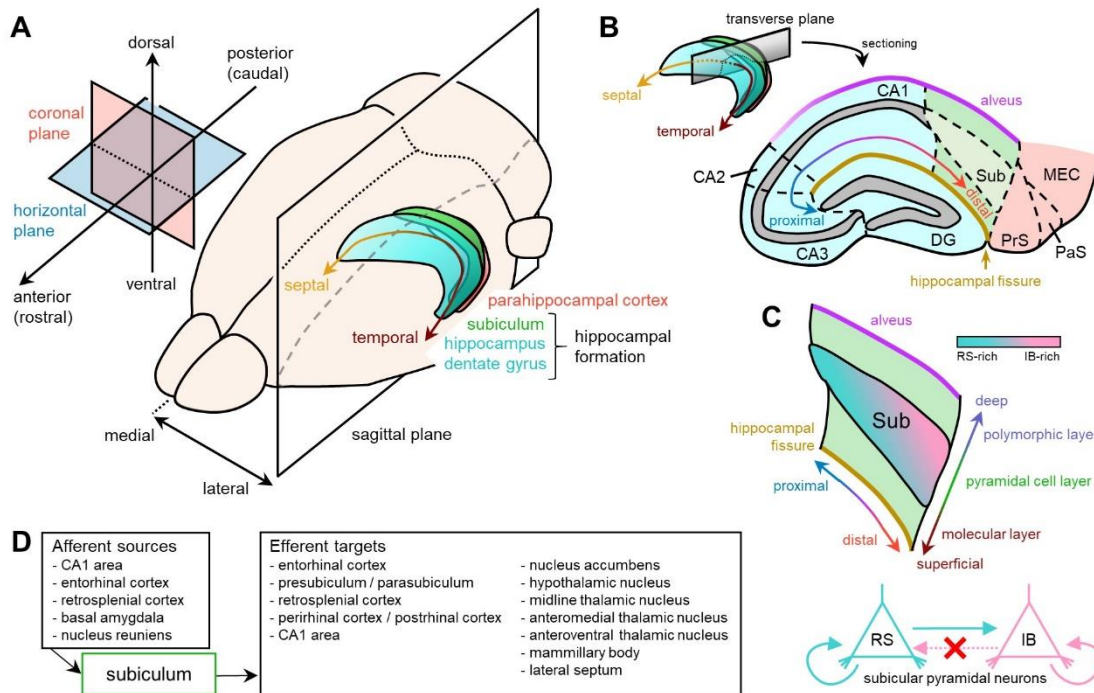 A
dorsal
posterior
(caudal)
coronal
plane
horizontal
plane
anterior
(rostral)
ventral
septal
temporal
parahippocampal cortex
subiculum
hippocampus
dentate gyrus
hippocampal
formation
medial
lateral
sagittal plane
B
transverse plane
sectioning
septal
temporal
CA1
alveus
CA2
Sub
MEC
proximal
distal
CA3
DG
PrS
PaS
hippocampal fissure
C
alveus
RS-rich
IB-rich
deep
Sub
polymorphic layer
hippocampal
fissure
proximal
pyramidal cell layer
distal
molecular layer
superficial
RS
IB
subicular pyramidal neurons
D
Afferent sources
- CA1 area
- entorhinal cortex
- retrosplenial cortex
- basal amygdala
- nucleus reuniens
subiculum
Efferent targets
- entorhinal cortex
- presubiculum / parasubiculum
- retrosplenial cortex
- perirhinal cortex / postrhinal cortex
- CA1 area
- nucleus accumbens
- hypothalamic nucleus
- midline thalamic nucleus
- anteromedial thalamic nucleus
- anteroventral thalamic nucleus
- mammillary body
- lateral septum